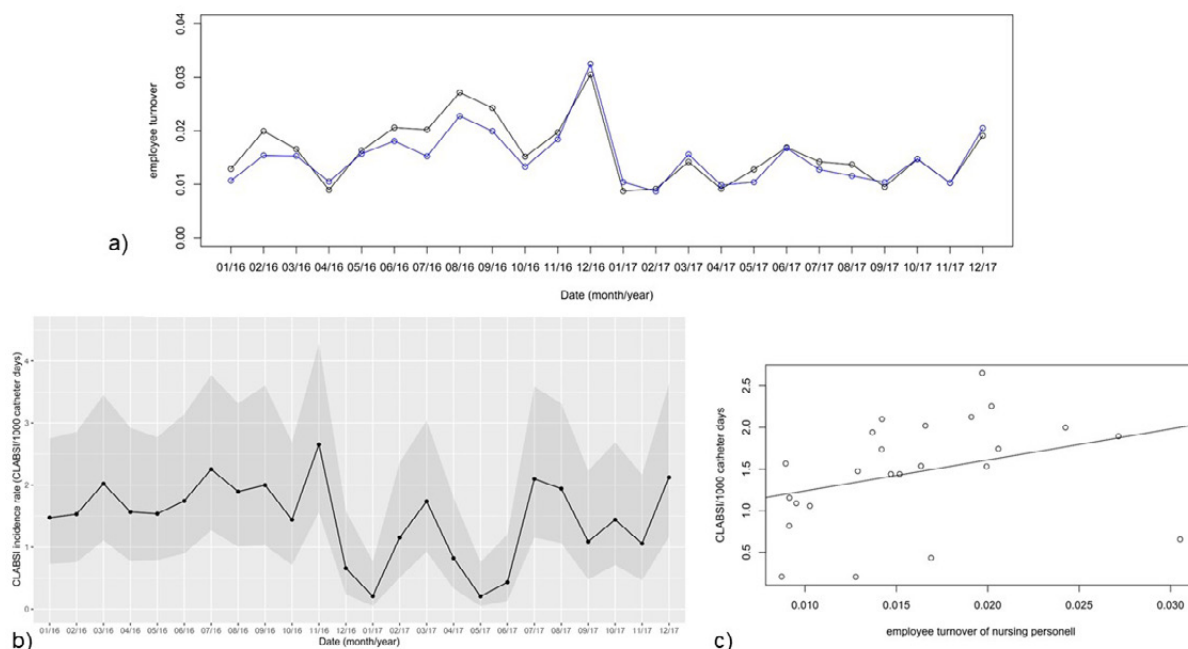 0.04
0.03
0.02
0.01
0.00
employee turnover
a)
01/16 02/16 03/16 04/16 05/16 06/16 07/16 08/16 09/16 10/16 11/16 12/16 01/17 02/17 03/17 04/17 05/17 06/17 07/17 08/17 09/17 10/17 11/17 12/17
Date (month/year)
CLABSI incidence rate (CLABSI/1000 catheter days)
4
3
2
1
0
01/16 02/16 03/16 04/16 05/16 06/16 07/16 08/16 09/16 10/16 11/16 12/16 01/17 02/17 03/17 04/17 05/17 06/17 07/17 08/17 09/17 10/17 11/17 12/17
Date (month/year)
b)
CLABSI/1000 catheter days
2.5
2.0
1.5
1.0
0.5
0.010 0.015 0.020 0.025 0.030
employee turnover of nursing personell
c)